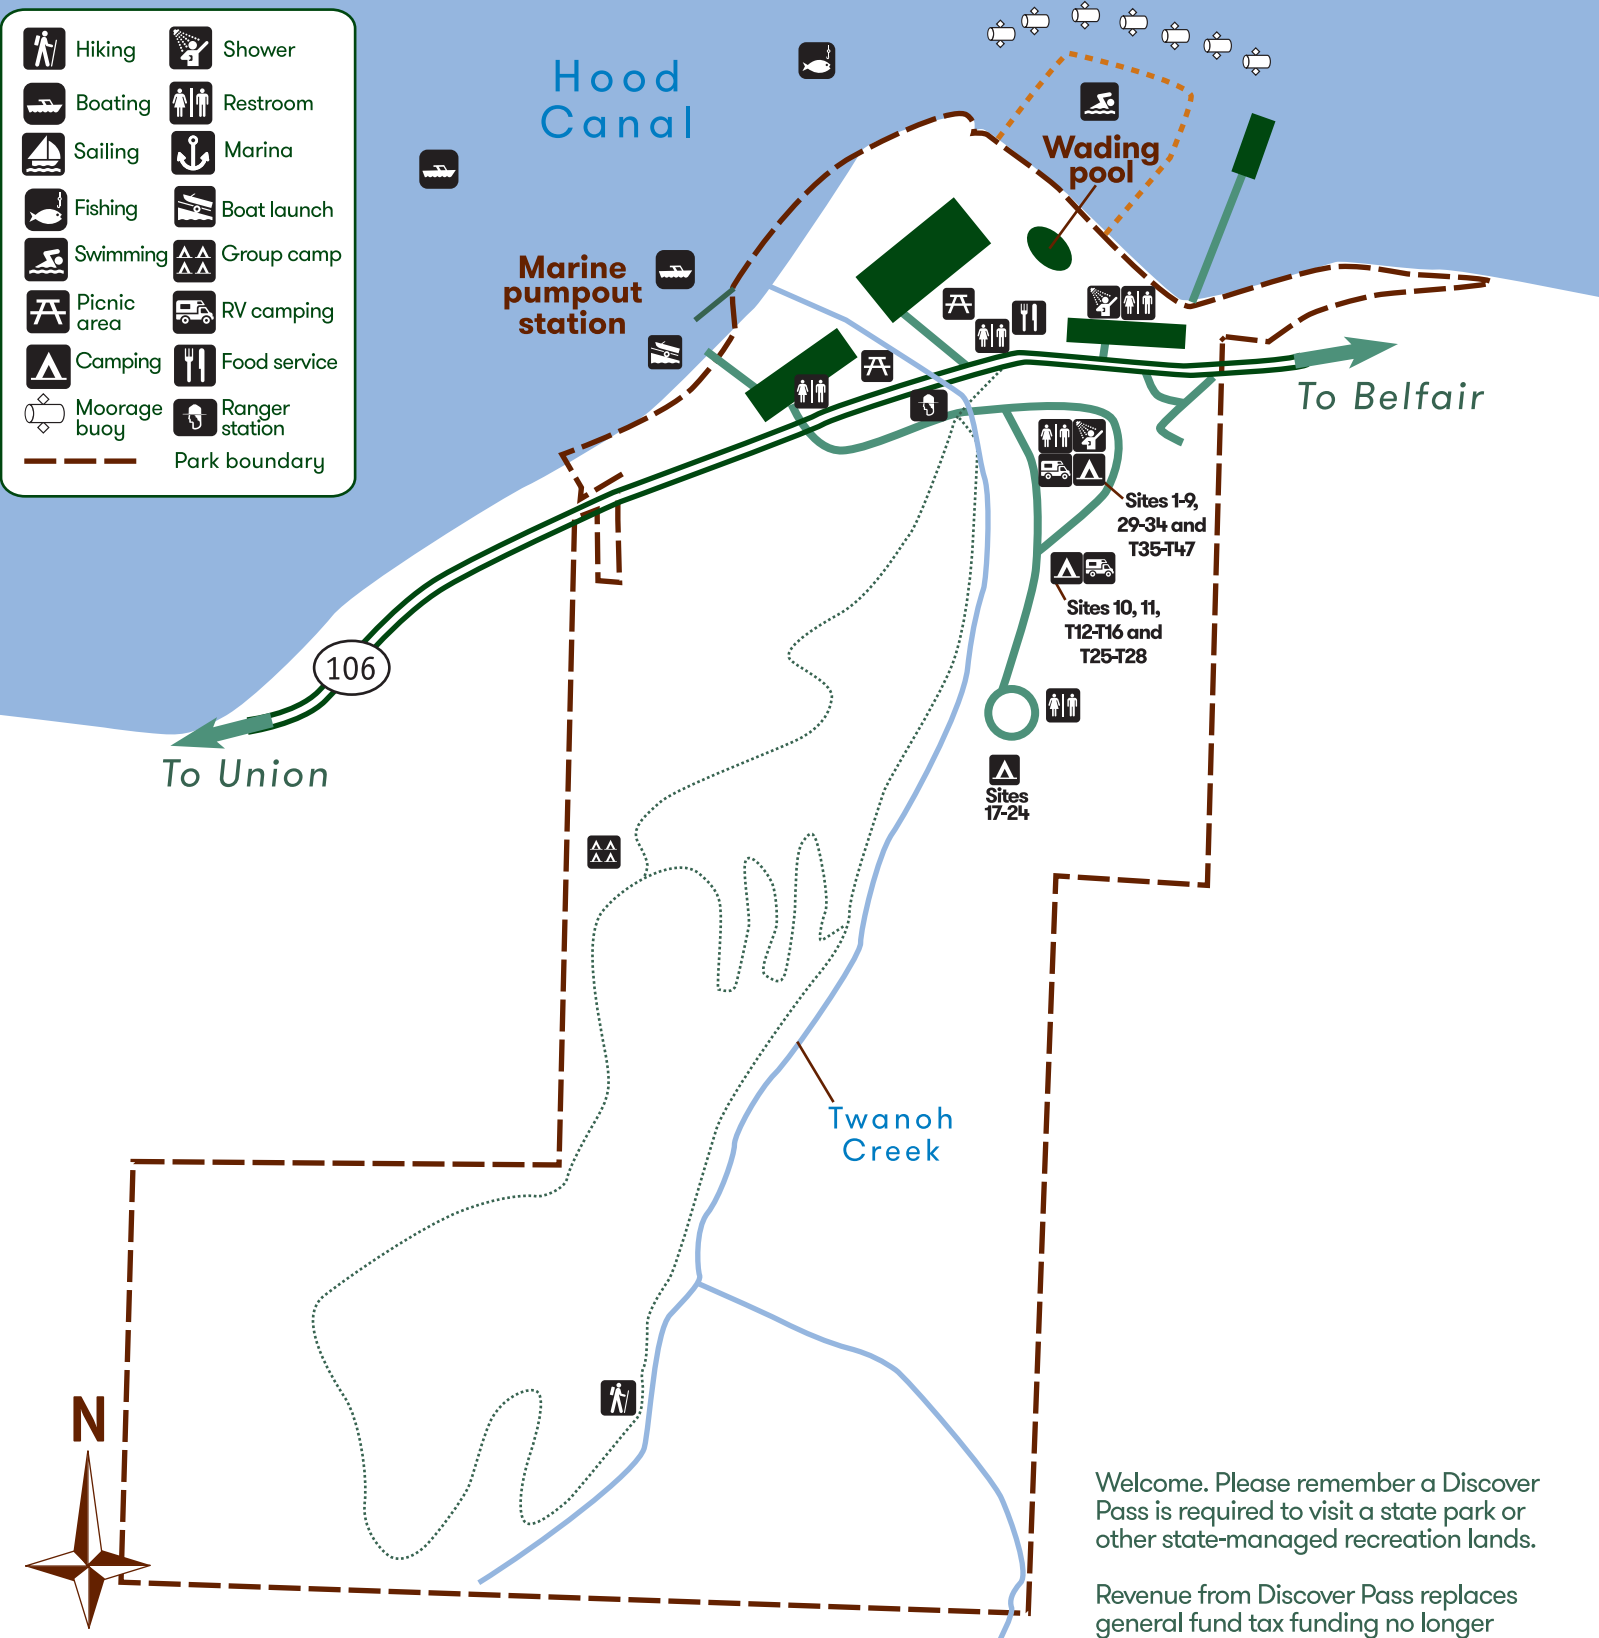 Hiking
Shower
Boating
Restroom
Sailing
Marina
Fishing
Boat launch
Swimming
Group camp
Picnic
area
RV camping
Camping
Food service
Moorage
buoy
Ranger
station
Park boundary
Hood
Canal
Wading
pool
Marine
pumpout
station
To Belfair
Sites 1-9,
29-34 and
T35-T47
Sites 10, 11,
T12-T16 and
T25-T28
106
To Union
Sites
17-24
Twanoh
Creek
N
Welcome. Please remember a Discover
Pass is required to visit a state park or
other state-managed recreation lands.
Revenue from Discover Pass replaces
general fund tax funding no longer